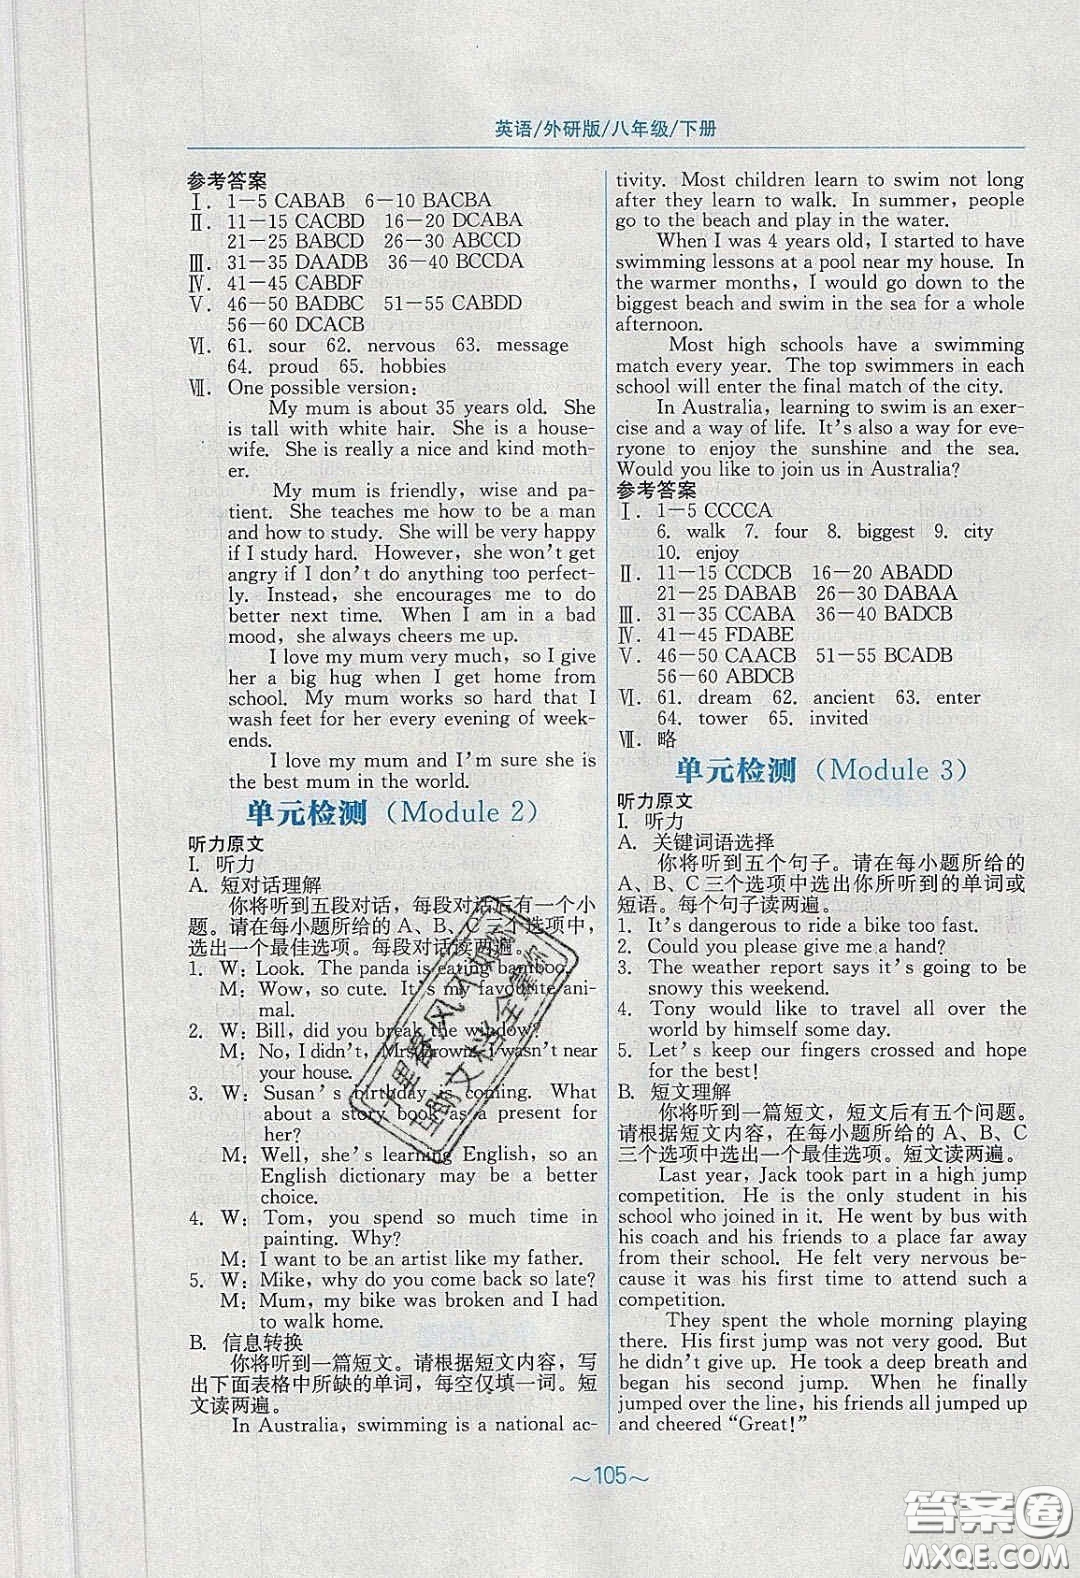 英语/外研版/八年级/下册
参考答案
Ⅰ. 1—5 CABAB 6—10 BACBA
Ⅱ. 11—15 CACBD 16—20 DCABA
21—25 BABCD 26—30 ABCCD
Ⅲ. 31—35 DAADB 36—40 BCCDA
Ⅳ. 41—45 CABDF
Ⅴ. 46—50 BADBC 51—55 CABDD
56—60 DCACB
Ⅵ. 61. sour 62. nervous 63. message
64. proud 65. hobbies
Ⅶ. One possible version:
My mum is about 35 years old. She
is tall with white hair. She is a house-
wife. She is really a nice and kind moth-
er.
My mum is friendly, wise and pa-
tient. She teaches me how to be a man
and how to study. She will be very happy
if I study hard. However, she won't get
angry if I don't do anything too perfect-
ly. Instead, she encourages me to do
better next time. When I am in a bad
mood, she always cheers me up.
I love my mum very much, so I give
her a big hug when I get home from
school. My mum works so hard that I
wash feet for her every evening of week-
ends.
I love my mum and I'm sure she is
the best mum in the world.
单元检测 (Module 2)
听力原文
Ⅰ. 听力
A. 短对话理解
你将听到五段对话,每段对话后有一个小
题。请在每小题所给的 A、B、C三个选项中,
选出一个最佳选项。每段对话读两遍。
1. W: Look. The panda is eating bamboo.
M: Wow, so cute. It's my favourite ani-
mal.
2. W: Bill, did you break the window?
M: No, I didn't, Mrs Brown. I wasn't near
your house.
3. W: Susan's birthday is coming. What
about a story book as a present for
her?
M: Well, she's learning English, so an
English dictionary may be a better
choice.
4. W: Tom, you spend so much time in
painting. Why?
M: I want to be an artist like my father.
5. W: Mike, why do you come back so late?
M: Mum, my bike was broken and I had
to walk home.
B. 信息转换
你将听到一篇短文。请根据短文内容,写
出下面表格中所缺的单词,每空仅填一词。短
文读两遍。
In Australia, swimming is a national ac-
tivity. Most children learn to swim not long
after they learn to walk. In summer, people
go to the beach and play in the water.
When I was 4 years old, I started to have
swimming lessons at a pool near my house. In
the warmer months, I would go down to the
biggest beach and swim in the sea for a whole
afternoon.
Most high schools have a swimming
match every year. The top swimmers in each
school will enter the final match of the city.
In Australia, learning to swim is an exer-
cise and a way of life. It's also a way for ev-
eryone to enjoy the sunshine and the sea.
Would you like to join us in Australia?
参考答案
Ⅰ. 1—5 CCCCA
6. walk 7. four 8. biggest 9. city
10. enjoy
Ⅱ. 11—15 CCDCB 16—20 ABADD
21—25 DABAB 26—30 DABAA
Ⅲ. 31—35 CCABA 36—40 BADCB
Ⅳ. 41—45 FDABE
Ⅴ. 46—50 CAACB 51—55 BCADB
56—60 ABDCB
Ⅵ. 61. dream 62. ancient 63. enter
64. tower 65. invited
Ⅶ. 略
单元检测 (Module 3)
听力原文
Ⅰ. 听力
A. 关键词语选择
你将听到五个句子。请在每小题所给的
A、B、C三个选项中选出你所听到的单词或
短语。每个句子读两遍。
1. It's dangerous to ride a bike too fast.
2. Could you please give me a hand?
3. The weather report says it's going to be
snowy this weekend.
4. Tony would like to travel all over the
world by himself some day.
5. Let's keep our fingers crossed and hope
for the best!
B. 短文理解
你将听到一篇短文,短文后有五个问题。
请根据短文内容,在每小题所给的 A、B、C
三个选项中选出一个最佳选项。短文读两遍。
Last year, Jack took part in a high jump
competition. He is the only student in his
school who joined in it. He went by bus with
his coach and his friends to a place far away
from their school. He felt very nervous be-
cause it was his first time to attend such a
competition.
They spent the whole morning playing
there. His first jump was not very good. But
he didn't give up. He took a deep breath and
began his second jump. When he finally
jumped over the line, his friends all jumped up
and cheered "Great!"
～105～
答案圈
MXQE.COM